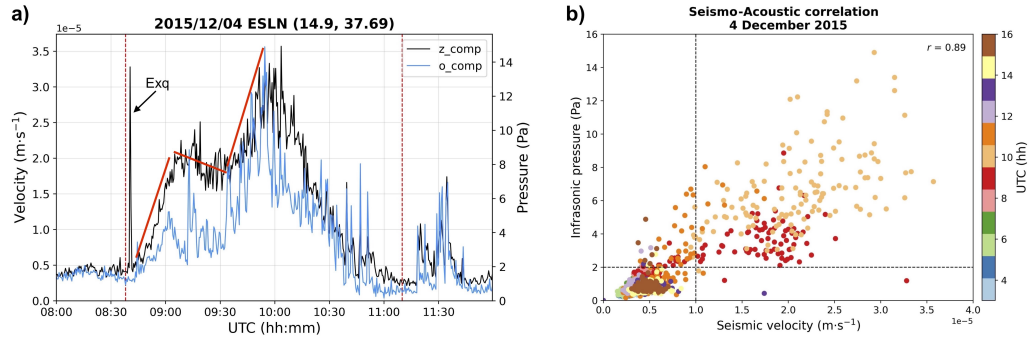 a)
2015/12/04 ESLN (14.9, 37.69)
1e−5
z_comp
o_comp
Exq
Velocity (m·s⁻¹)
3.5
3.0
2.5
2.0
1.5
1.0
0.5
0.0
14
12
10
8
6
4
2
0
Pressure (Pa)
08:00 08:30 09:00 09:30 10:00 10:30 11:00 11:30
UTC (hh:mm)
b)
Seismo-Acoustic correlation
4 December 2015
r = 0.89
Infrasonic pressure (Pa)
16
14
12
10
8
6
4
2
0
0.0 0.5 1.0 1.5 2.0 2.5 3.0 3.5 4.0
1e−5
Seismic velocity (m·s⁻¹)
16
15
14
13
12
11
10
9
8
6
5
4
UTC (hh)